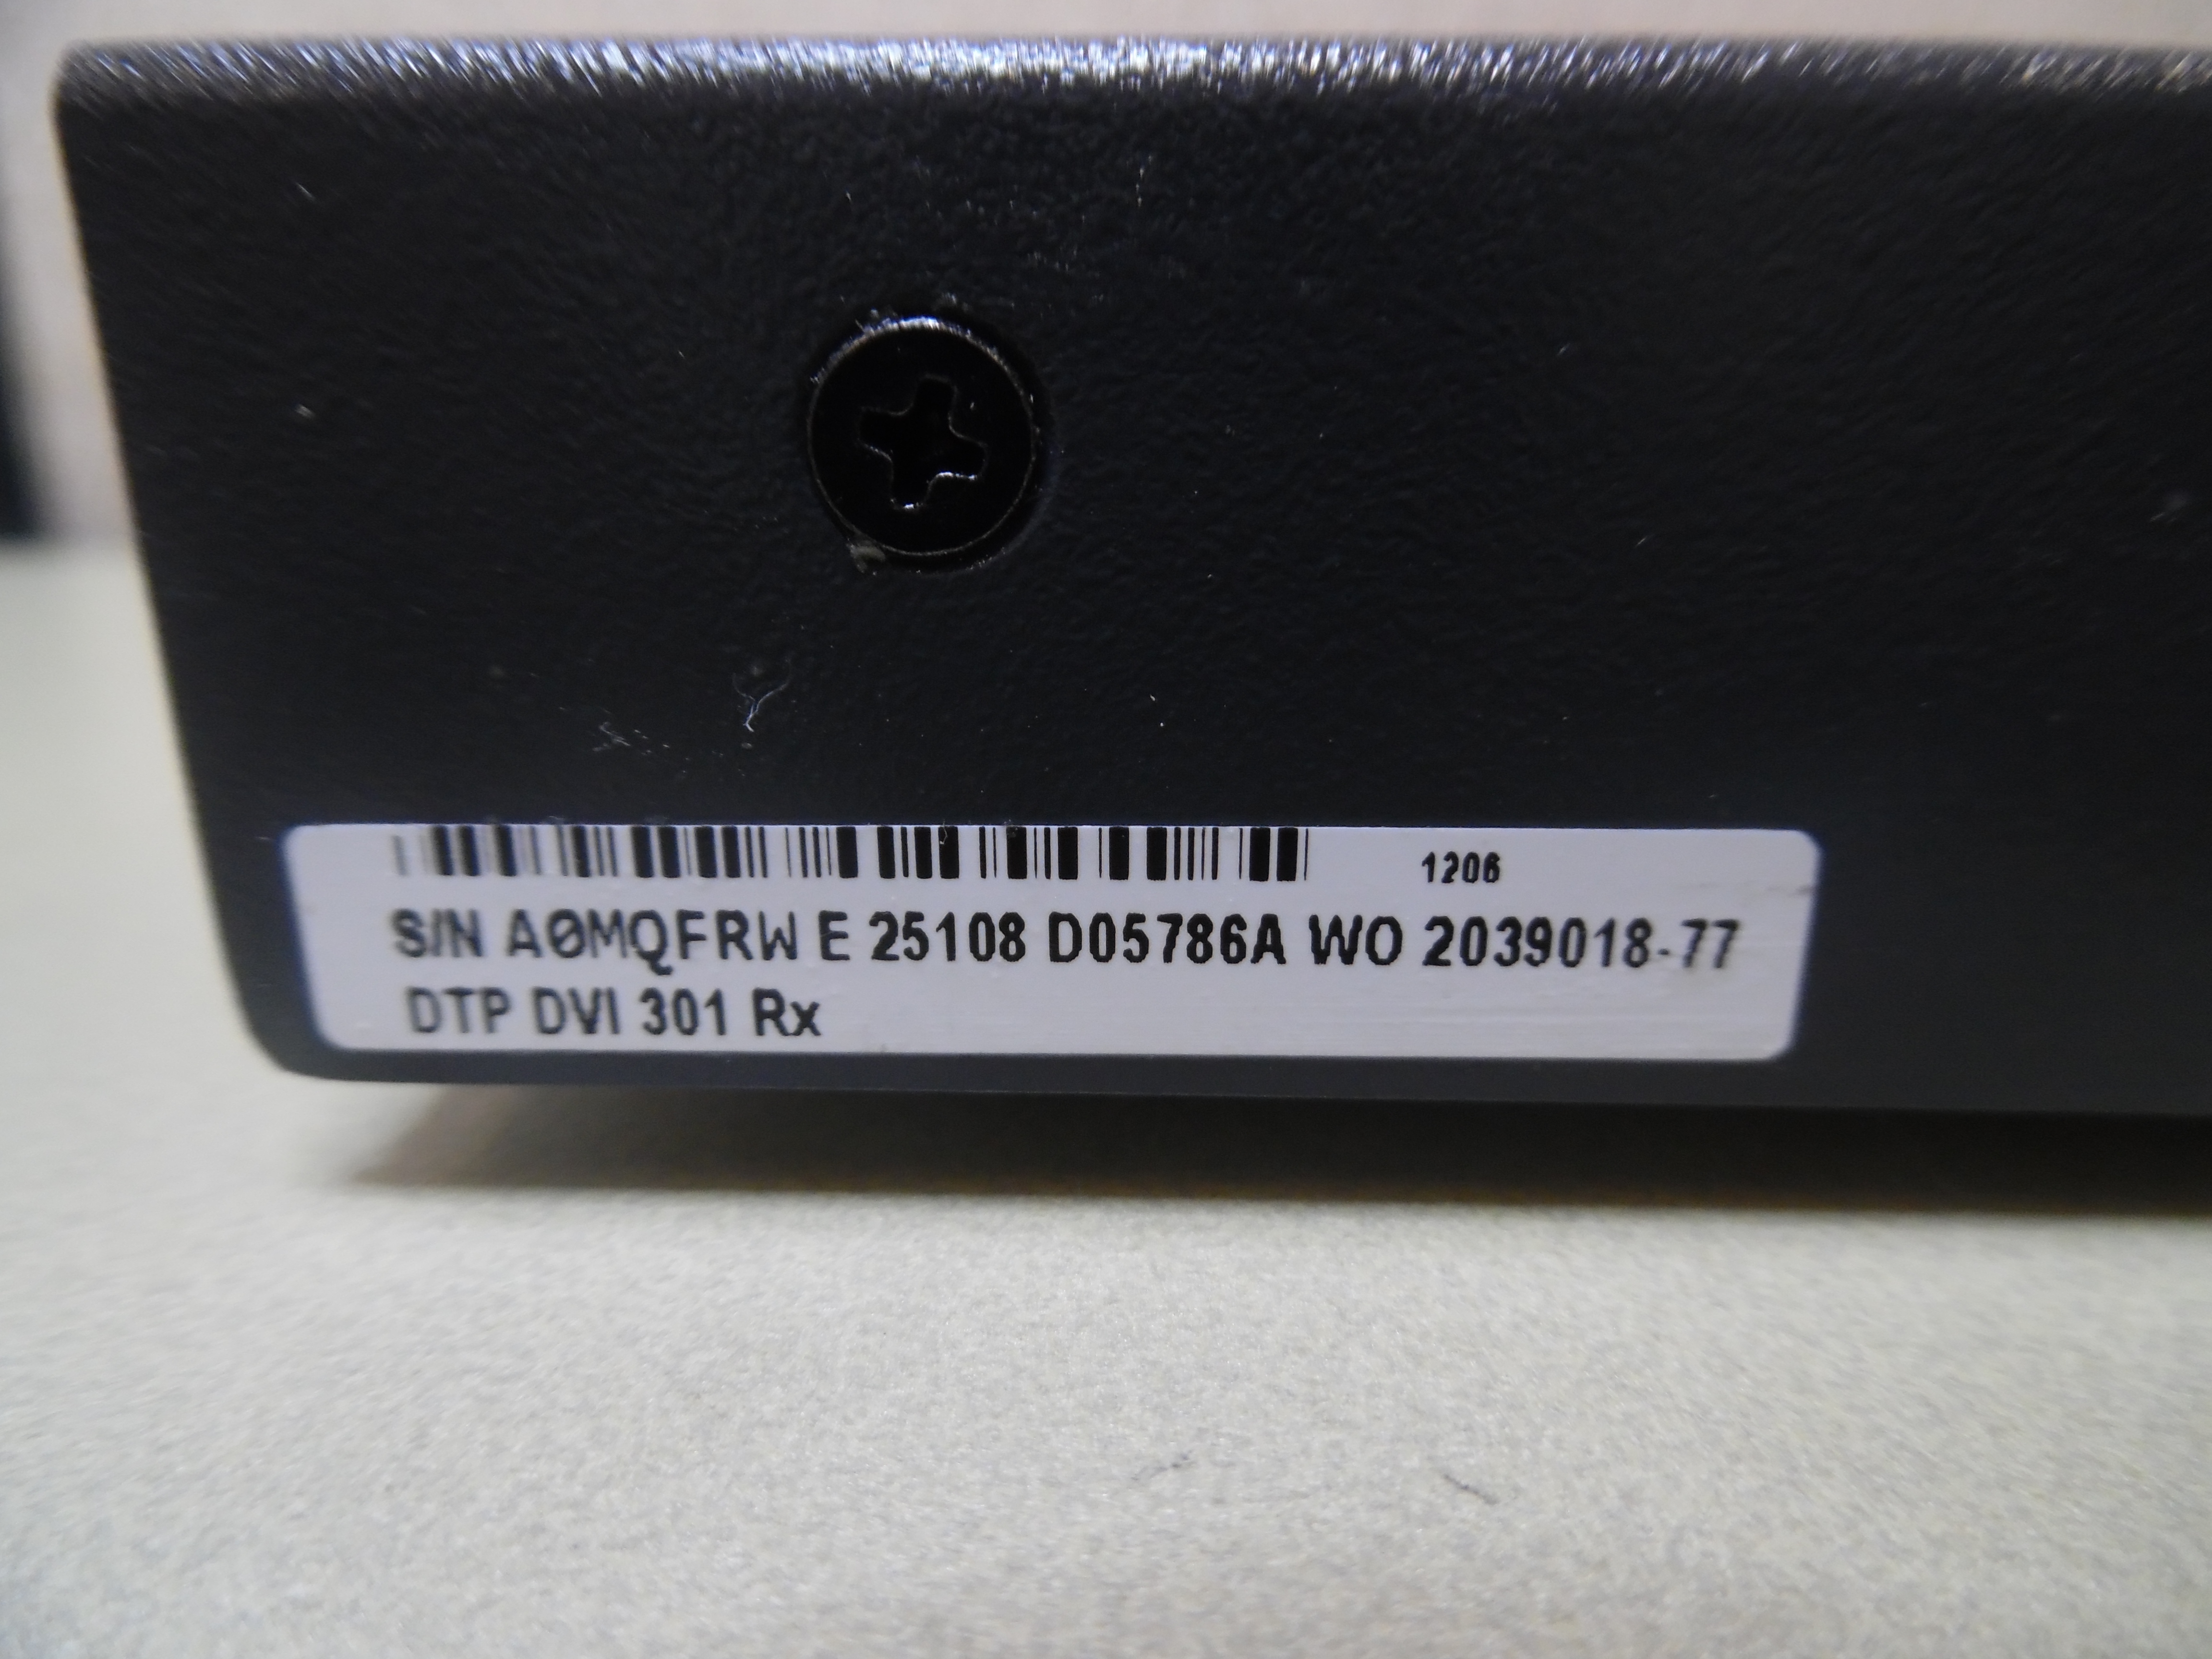 1206
S/N A0MQFRW E 25108 D05786A WO 2039018-77
DTP DVI 301 Rx